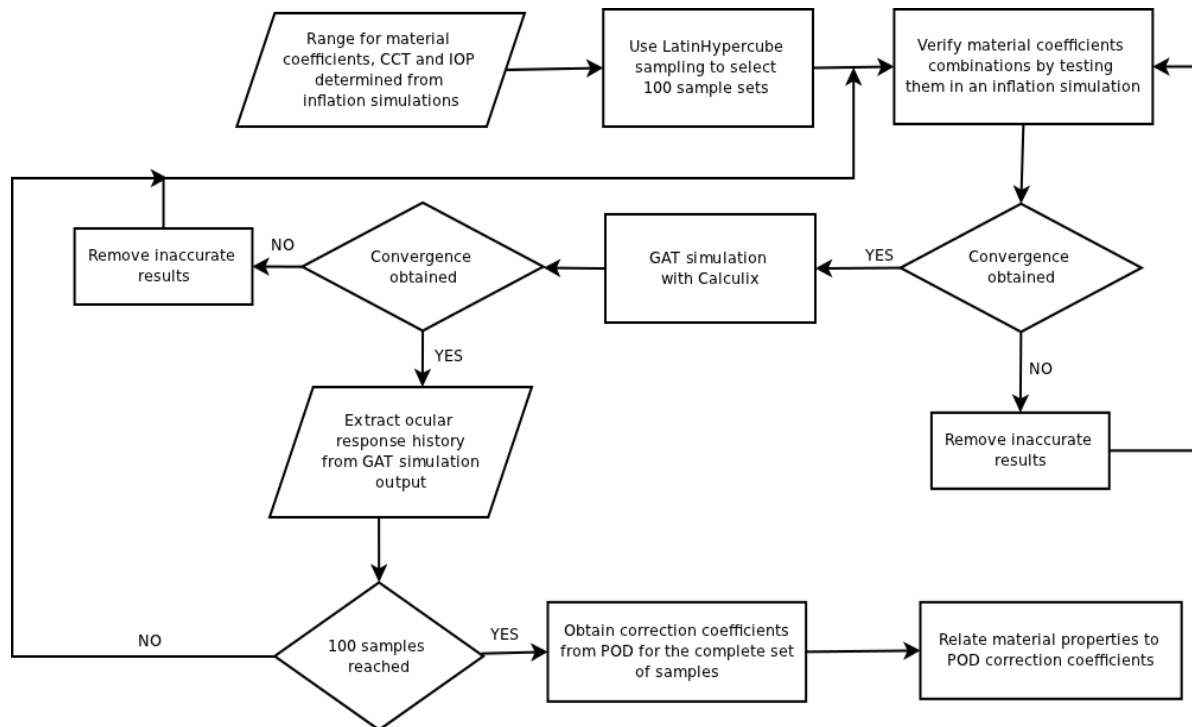 Range for material
coefficients, CCT and IOP
determined from
inflation simulations
Use LatinHypercube
sampling to select
100 sample sets
Verify material coefficients
combinations by testing
them in an inflation simulation
Convergence
obtained
YES
NO
Remove inaccurate
results
GAT simulation
with Calculix
Convergence
obtained
NO
Remove inaccurate
results
YES
Extract ocular
response history
from GAT simulation
output
100 samples
reached
NO
YES
Obtain correction coefficients
from POD for the complete set
of samples
Relate material properties to
POD correction coefficients